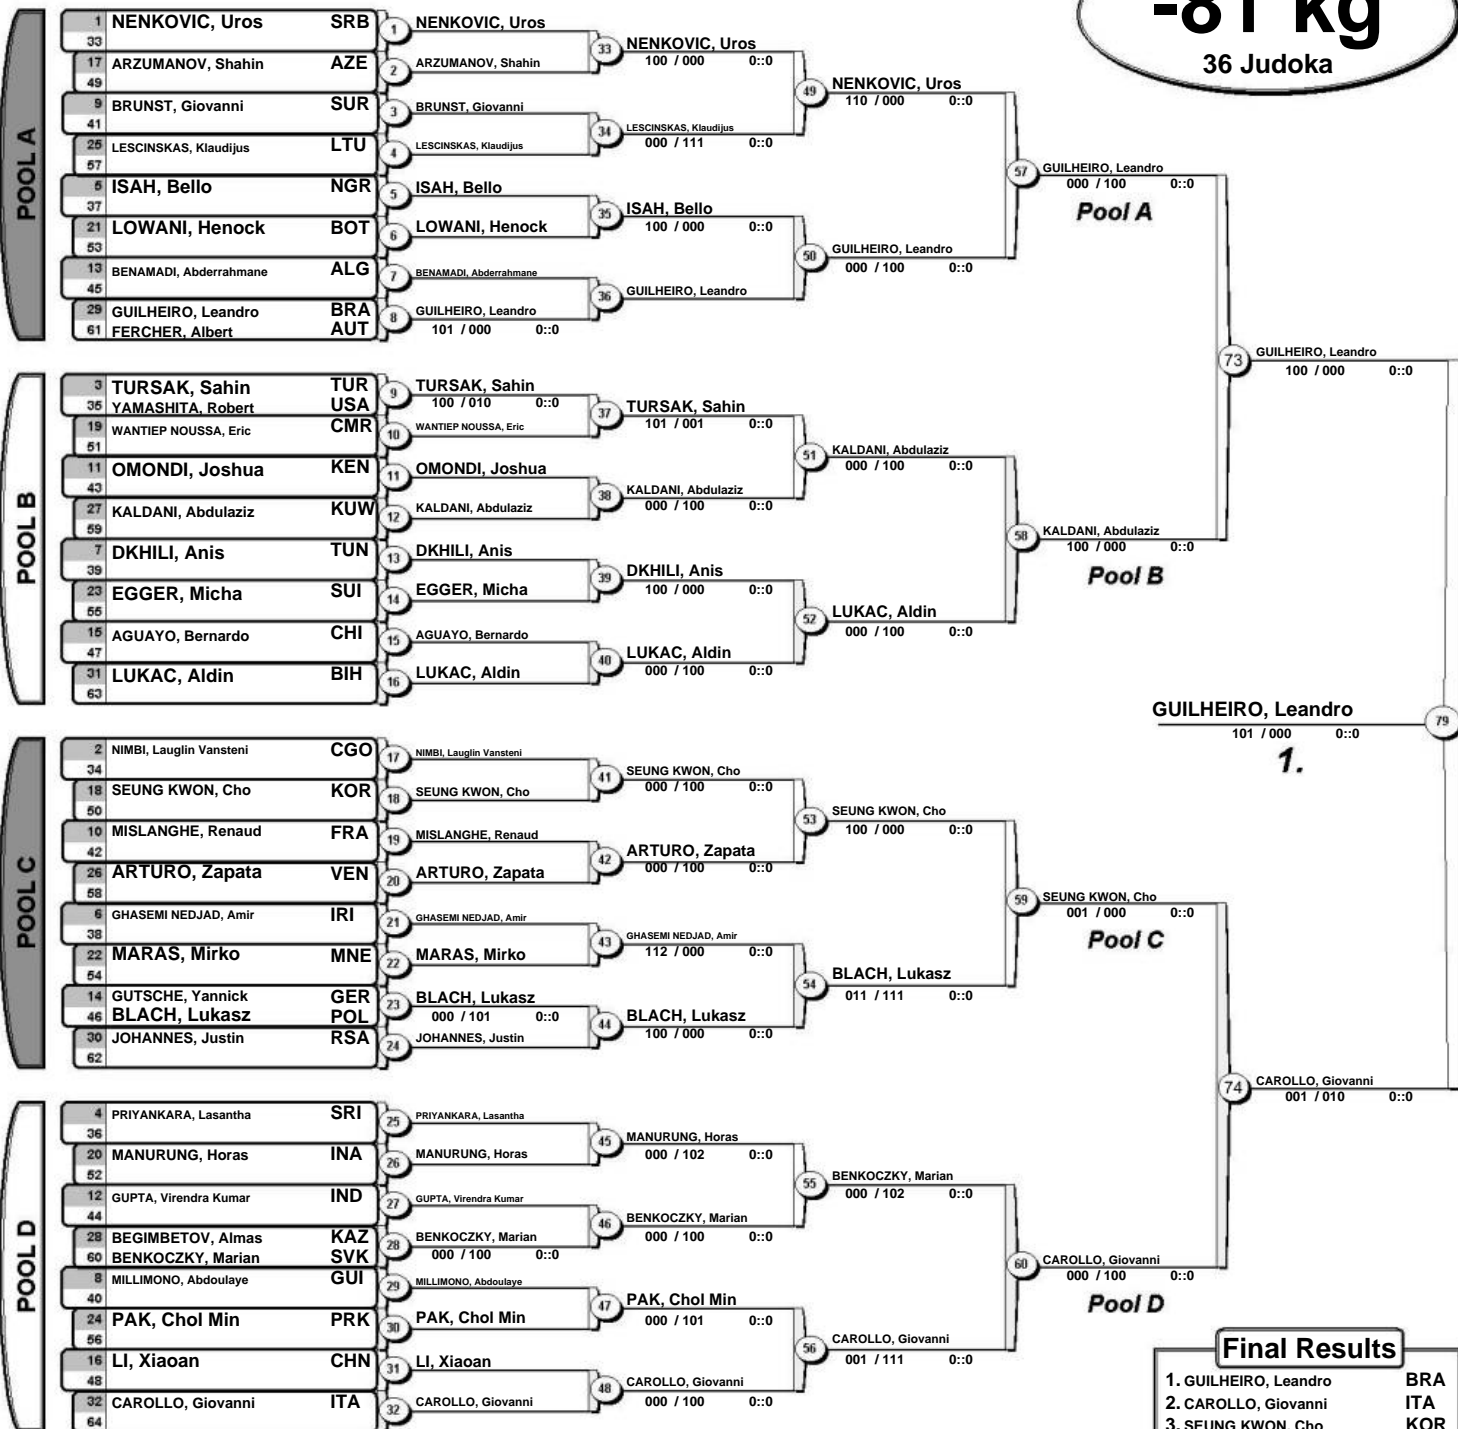 -81 kg
36 Judoka
POOL A
1 NENKOVIC, Uros SRB
33
17 ARZUMANOV, Shahin AZE
49
9 BRUNST, Giovanni SUR
41
25 LESCINSKAS, Klaudijus LTU
57
5 ISAH, Bello NGR
37
21 LOWANI, Henock BOT
53
13 BENAMADI, Abderrahmane ALG
45
29 GUILHEIRO, Leandro BRA
61 FERCHER, Albert AUT
1 NENKOVIC, Uros
2 ARZUMANOV, Shahin
3 BRUNST, Giovanni
4 LESCINSKAS, Klaudijus
5 ISAH, Bello
6 LOWANI, Henock
7 BENAMADI, Abderrahmane
8 GUILHEIRO, Leandro
101 / 000 0::0
33 NENKOVIC, Uros
100 / 000 0::0
34 LESCINSKAS, Klaudijus
000 / 111 0::0
35 ISAH, Bello
100 / 000 0::0
36 GUILHEIRO, Leandro
49 NENKOVIC, Uros
110 / 000 0::0
50 GUILHEIRO, Leandro
000 / 100 0::0
57 GUILHEIRO, Leandro
000 / 100 0::0
Pool A
POOL B
3 TURSAK, Sahin TUR
35 YAMASHITA, Robert USA
19 WANTIEP NOUSSA, Eric CMR
51
11 OMONDI, Joshua KEN
43
27 KALDANI, Abdulaziz KUW
59
7 DKHILI, Anis TUN
39
23 EGGER, Micha SUI
55
15 AGUAYO, Bernardo CHI
47
31 LUKAC, Aldin BIH
63
9 TURSAK, Sahin
100 / 010 0::0
10 WANTIEP NOUSSA, Eric
11 OMONDI, Joshua
12 KALDANI, Abdulaziz
13 DKHILI, Anis
14 EGGER, Micha
15 AGUAYO, Bernardo
16 LUKAC, Aldin
37 TURSAK, Sahin
101 / 001 0::0
38 KALDANI, Abdulaziz
000 / 100 0::0
39 DKHILI, Anis
100 / 000 0::0
40 LUKAC, Aldin
000 / 100 0::0
51 KALDANI, Abdulaziz
000 / 100 0::0
52 LUKAC, Aldin
000 / 100 0::0
58 KALDANI, Abdulaziz
100 / 000 0::0
Pool B
73 GUILHEIRO, Leandro
100 / 000 0::0
GUILHEIRO, Leandro 79
101 / 000 0::0
1.
POOL C
2 NIMBI, Lauglin Vansteni CGO
34
18 SEUNG KWON, Cho KOR
50
10 MISLANGHE, Renaud FRA
42
26 ARTURO, Zapata VEN
58
6 GHASEMI NEDJAD, Amir IRI
38
22 MARAS, Mirko MNE
54
14 GUTSCHE, Yannick GER
46 BLACH, Lukasz POL
30 JOHANNES, Justin RSA
62
17 NIMBI, Lauglin Vansteni
18 SEUNG KWON, Cho
19 MISLANGHE, Renaud
20 ARTURO, Zapata
21 GHASEMI NEDJAD, Amir
22 MARAS, Mirko
23 BLACH, Lukasz
000 / 101 0::0
24 JOHANNES, Justin
41 SEUNG KWON, Cho
000 / 100 0::0
42 ARTURO, Zapata
000 / 100 0::0
43 GHASEMI NEDJAD, Amir
112 / 000 0::0
44 BLACH, Lukasz
100 / 000 0::0
53 SEUNG KWON, Cho
100 / 000 0::0
54 BLACH, Lukasz
011 / 111 0::0
59 SEUNG KWON, Cho
001 / 000 0::0
Pool C
74 CAROLLO, Giovanni
001 / 010 0::0
POOL D
4 PRIYANKARA, Lasantha SRI
36
20 MANURUNG, Horas INA
52
12 GUPTA, Virendra Kumar IND
44
28 BEGIMBETOV, Almas KAZ
60 BENKOCZKY, Marian SVK
8 MILLIMONO, Abdoulaye GUI
40
24 PAK, Chol Min PRK
56
16 LI, Xiaoan CHN
48
32 CAROLLO, Giovanni ITA
64
25 PRIYANKARA, Lasantha
26 MANURUNG, Horas
27 GUPTA, Virendra Kumar
28 BENKOCZKY, Marian
000 / 100 0::0
29 MILLIMONO, Abdoulaye
30 PAK, Chol Min
31 LI, Xiaoan
32 CAROLLO, Giovanni
45 MANURUNG, Horas
000 / 102 0::0
46 BENKOCZKY, Marian
000 / 100 0::0
47 PAK, Chol Min
000 / 101 0::0
48 CAROLLO, Giovanni
000 / 100 0::0
55 BENKOCZKY, Marian
000 / 102 0::0
56 CAROLLO, Giovanni
001 / 111 0::0
60 CAROLLO, Giovanni
000 / 100 0::0
Pool D
Final Results
1. GUILHEIRO, Leandro BRA
2. CAROLLO, Giovanni ITA
3. SEUNG KWON, Cho KOR